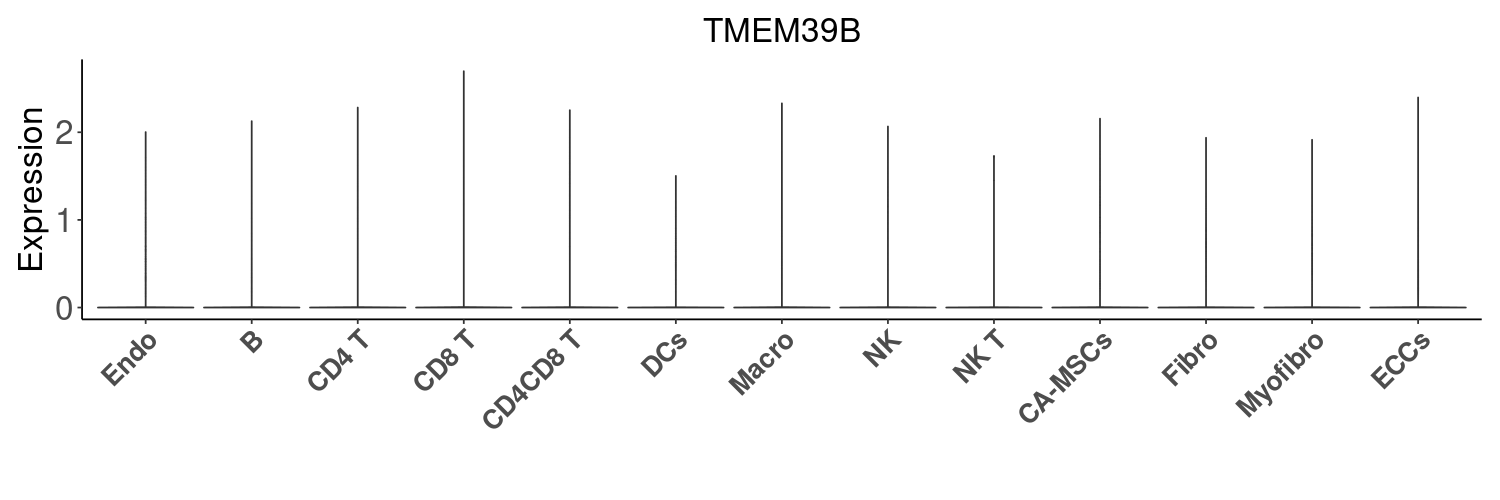 TMEM39B
Expression
2
1
0
Endo
B
CD4 T
CD8 T
CD4CD8 T
DCs
Macro
NK
NK T
CA-MSCs
Fibro
Myofibro
ECCs